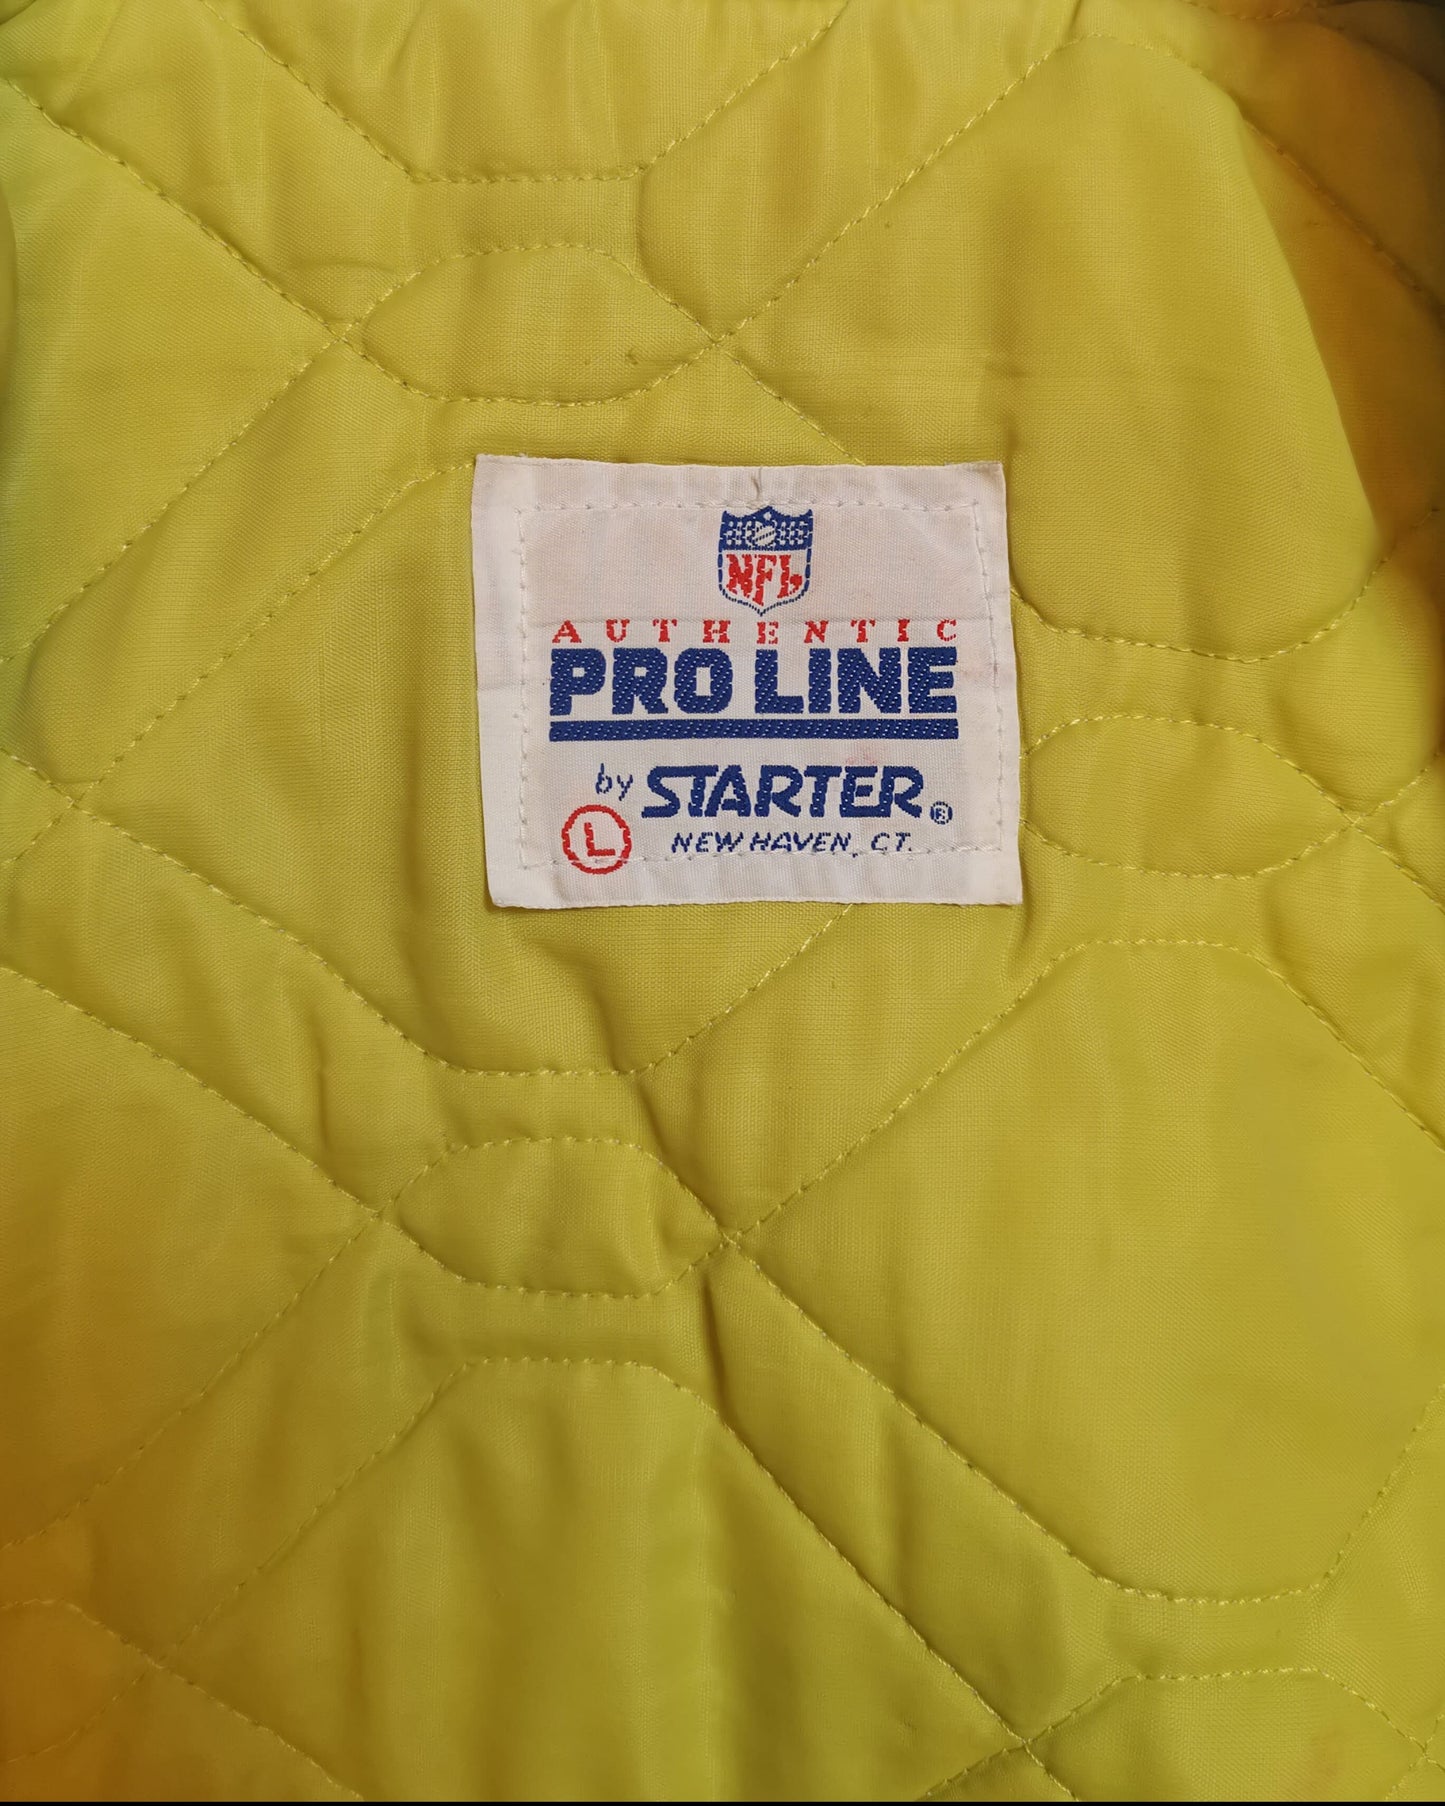 NFL
AUTHENTIC
PRO LINE
by STARTER®
L
NEW HAVEN, CT.